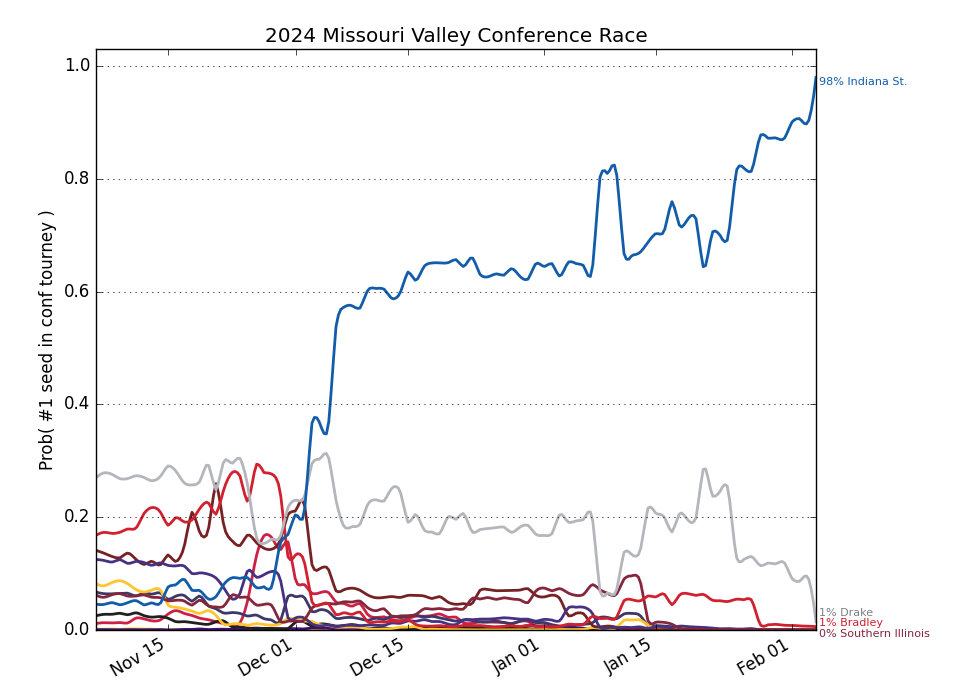 2024 Missouri Valley Conference Race
Prob( #1 seed in conf tourney )
1.0
0.8
0.6
0.4
0.2
0.0
98% Indiana St.
1% Drake
1% Bradley
0% Southern Illinois
Nov 15
Dec 01
Dec 15
Jan 01
Jan 15
Feb 01